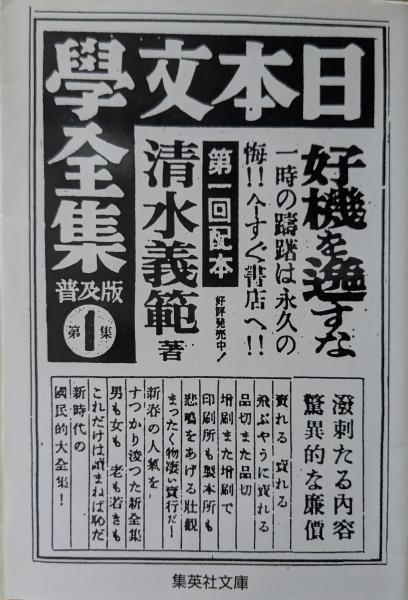 日本文學全集
普及版
第1集
好機を逸すな
一時の躊躇は永久の
悔!!今すぐ書店へ!!
第一回配本
好評発売中!
清水義範著
潑剌たる內容
驚異的な廉價
賣れる 賣れる
飛ぶやうに賣れる
品切また品切
增刷また增刷で
印刷所も製本所も
悲鳴をあげる壯觀
まつたく物凄い賣行だ!
新春の人氣を
すつかり浚つた新全集
男も女も 老も若きも
これだけは讀まねば恥だ
新時代の
國民的大全集!
集英社文庫